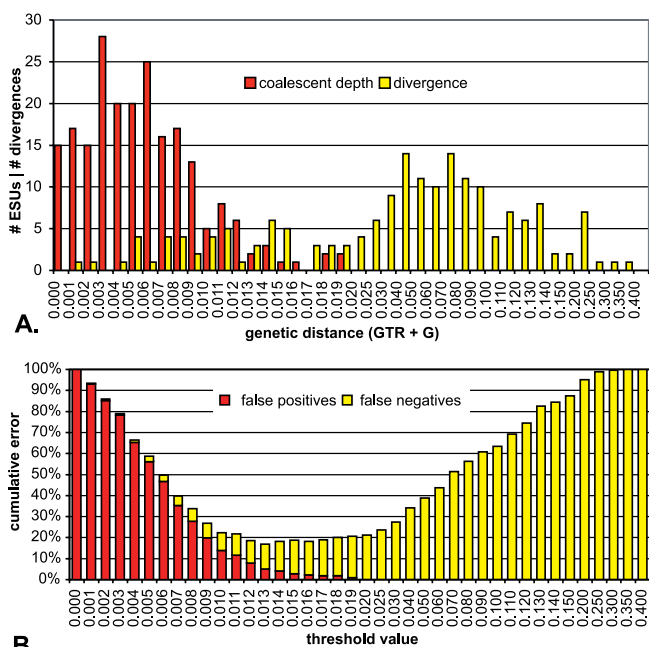 30
25
20
15
10
5
0
# ESUs | # divergences
coalescent depth divergence
0.000 0.001 0.002 0.003 0.004 0.005 0.006 0.007 0.008 0.009 0.010 0.011 0.012 0.013 0.014 0.015 0.016 0.017 0.018 0.019 0.020 0.025 0.030 0.040 0.050 0.060 0.070 0.080 0.090 0.100 0.110 0.120 0.130 0.140 0.150 0.200 0.250 0.300 0.350 0.400
A.
genetic distance (GTR + G)
100%
90%
80%
70%
60%
50%
40%
30%
20%
10%
0%
cumulative error
false positives false negatives
0.000 0.001 0.002 0.003 0.004 0.005 0.006 0.007 0.008 0.009 0.010 0.011 0.012 0.013 0.014 0.015 0.016 0.017 0.018 0.019 0.020 0.025 0.030 0.040 0.050 0.060 0.070 0.080 0.090 0.100 0.110 0.120 0.130 0.140 0.150 0.200 0.250 0.300 0.350 0.400
threshold value
B